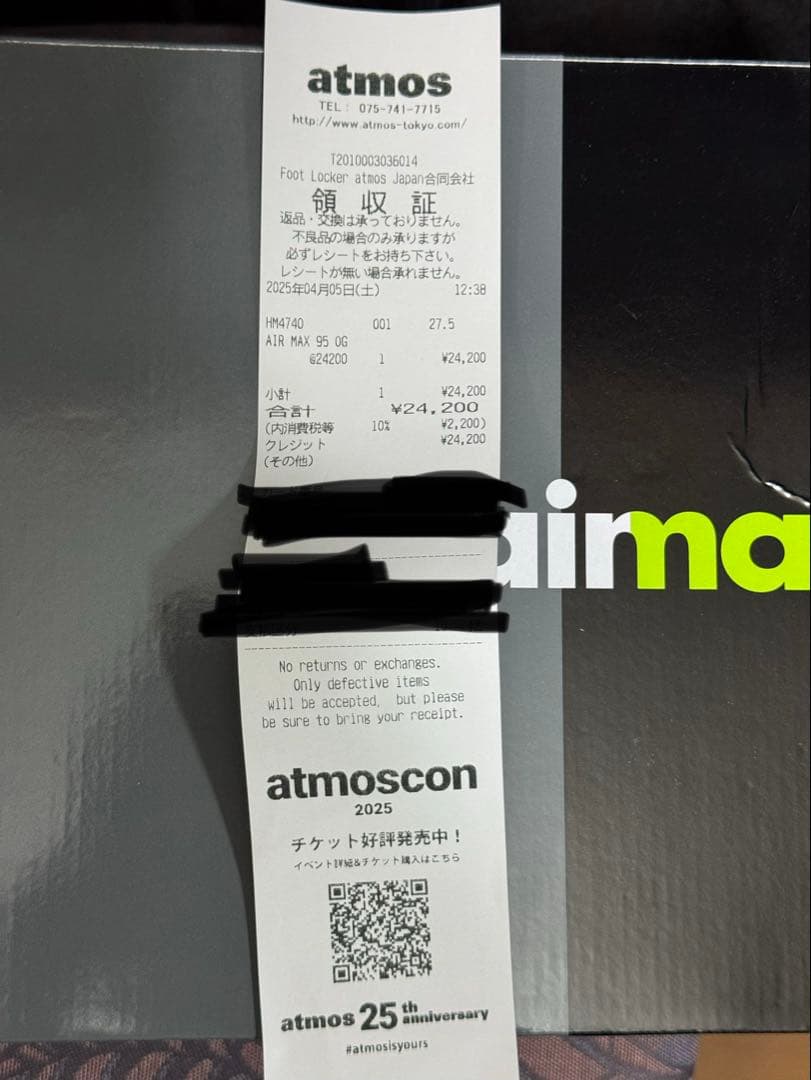 atmos
TEL: 075-741-7715
http://www.atmos-tokyo.com/
T2010003036014
Foot Locker atmos Japan合同会社
領 収 証
返品・交換は承っておりません。
不良品の場合のみ承りますが
必ずレシートをお持ち下さい。
レシートが無い場合承れません。
2025年04月05日(土) 12:38
HM4740 001 27.5
AIR MAX 95 OG
@24200 1 ¥24,200
小計 1 ¥24,200
合計 ¥24,200
(内消費税等 10% ¥2,200)
クレジット ¥24,200
(その他)
airma
No returns or exchanges.
Only defective items
will be accepted, but please
be sure to bring your receipt.
atmoscon
2025
チケット好評発売中!
イベント詳細&チケット購入はこちら
atmos 25th anniversary
#atmosisyours